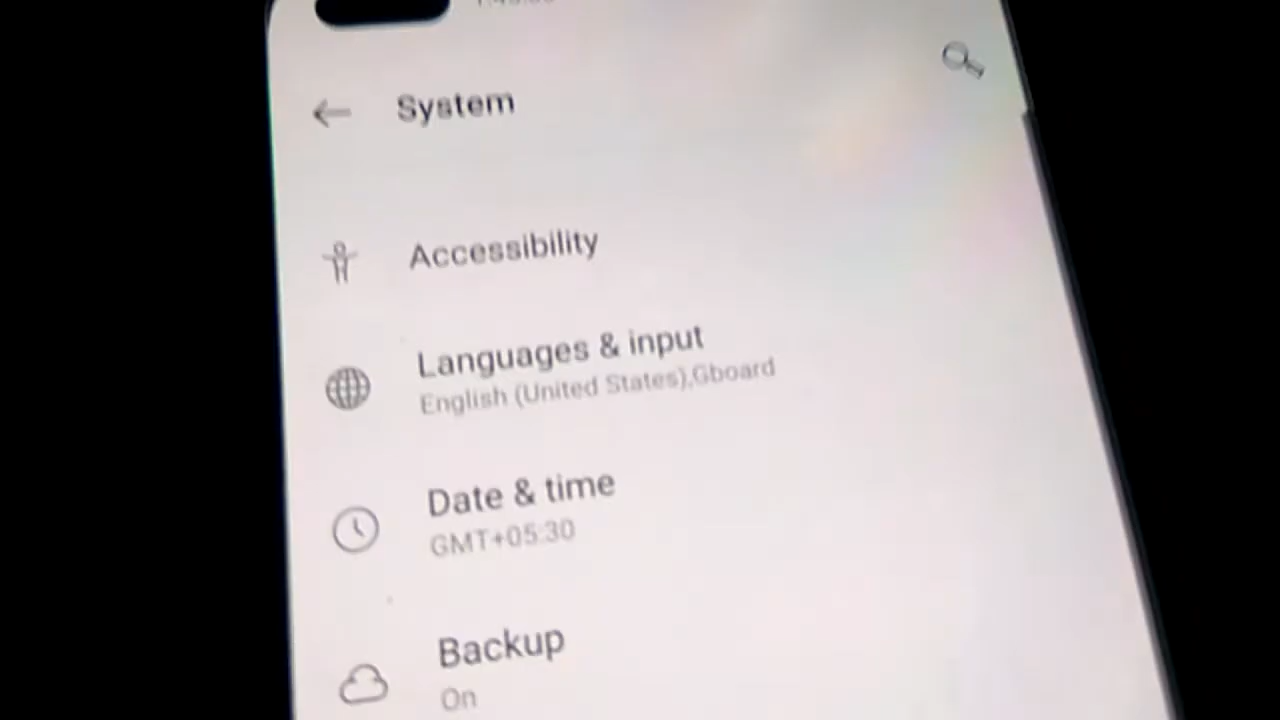 System
Accessibility
Languages & input
English (United States),Gboard
Date & time
GMT+05:30
Backup
On